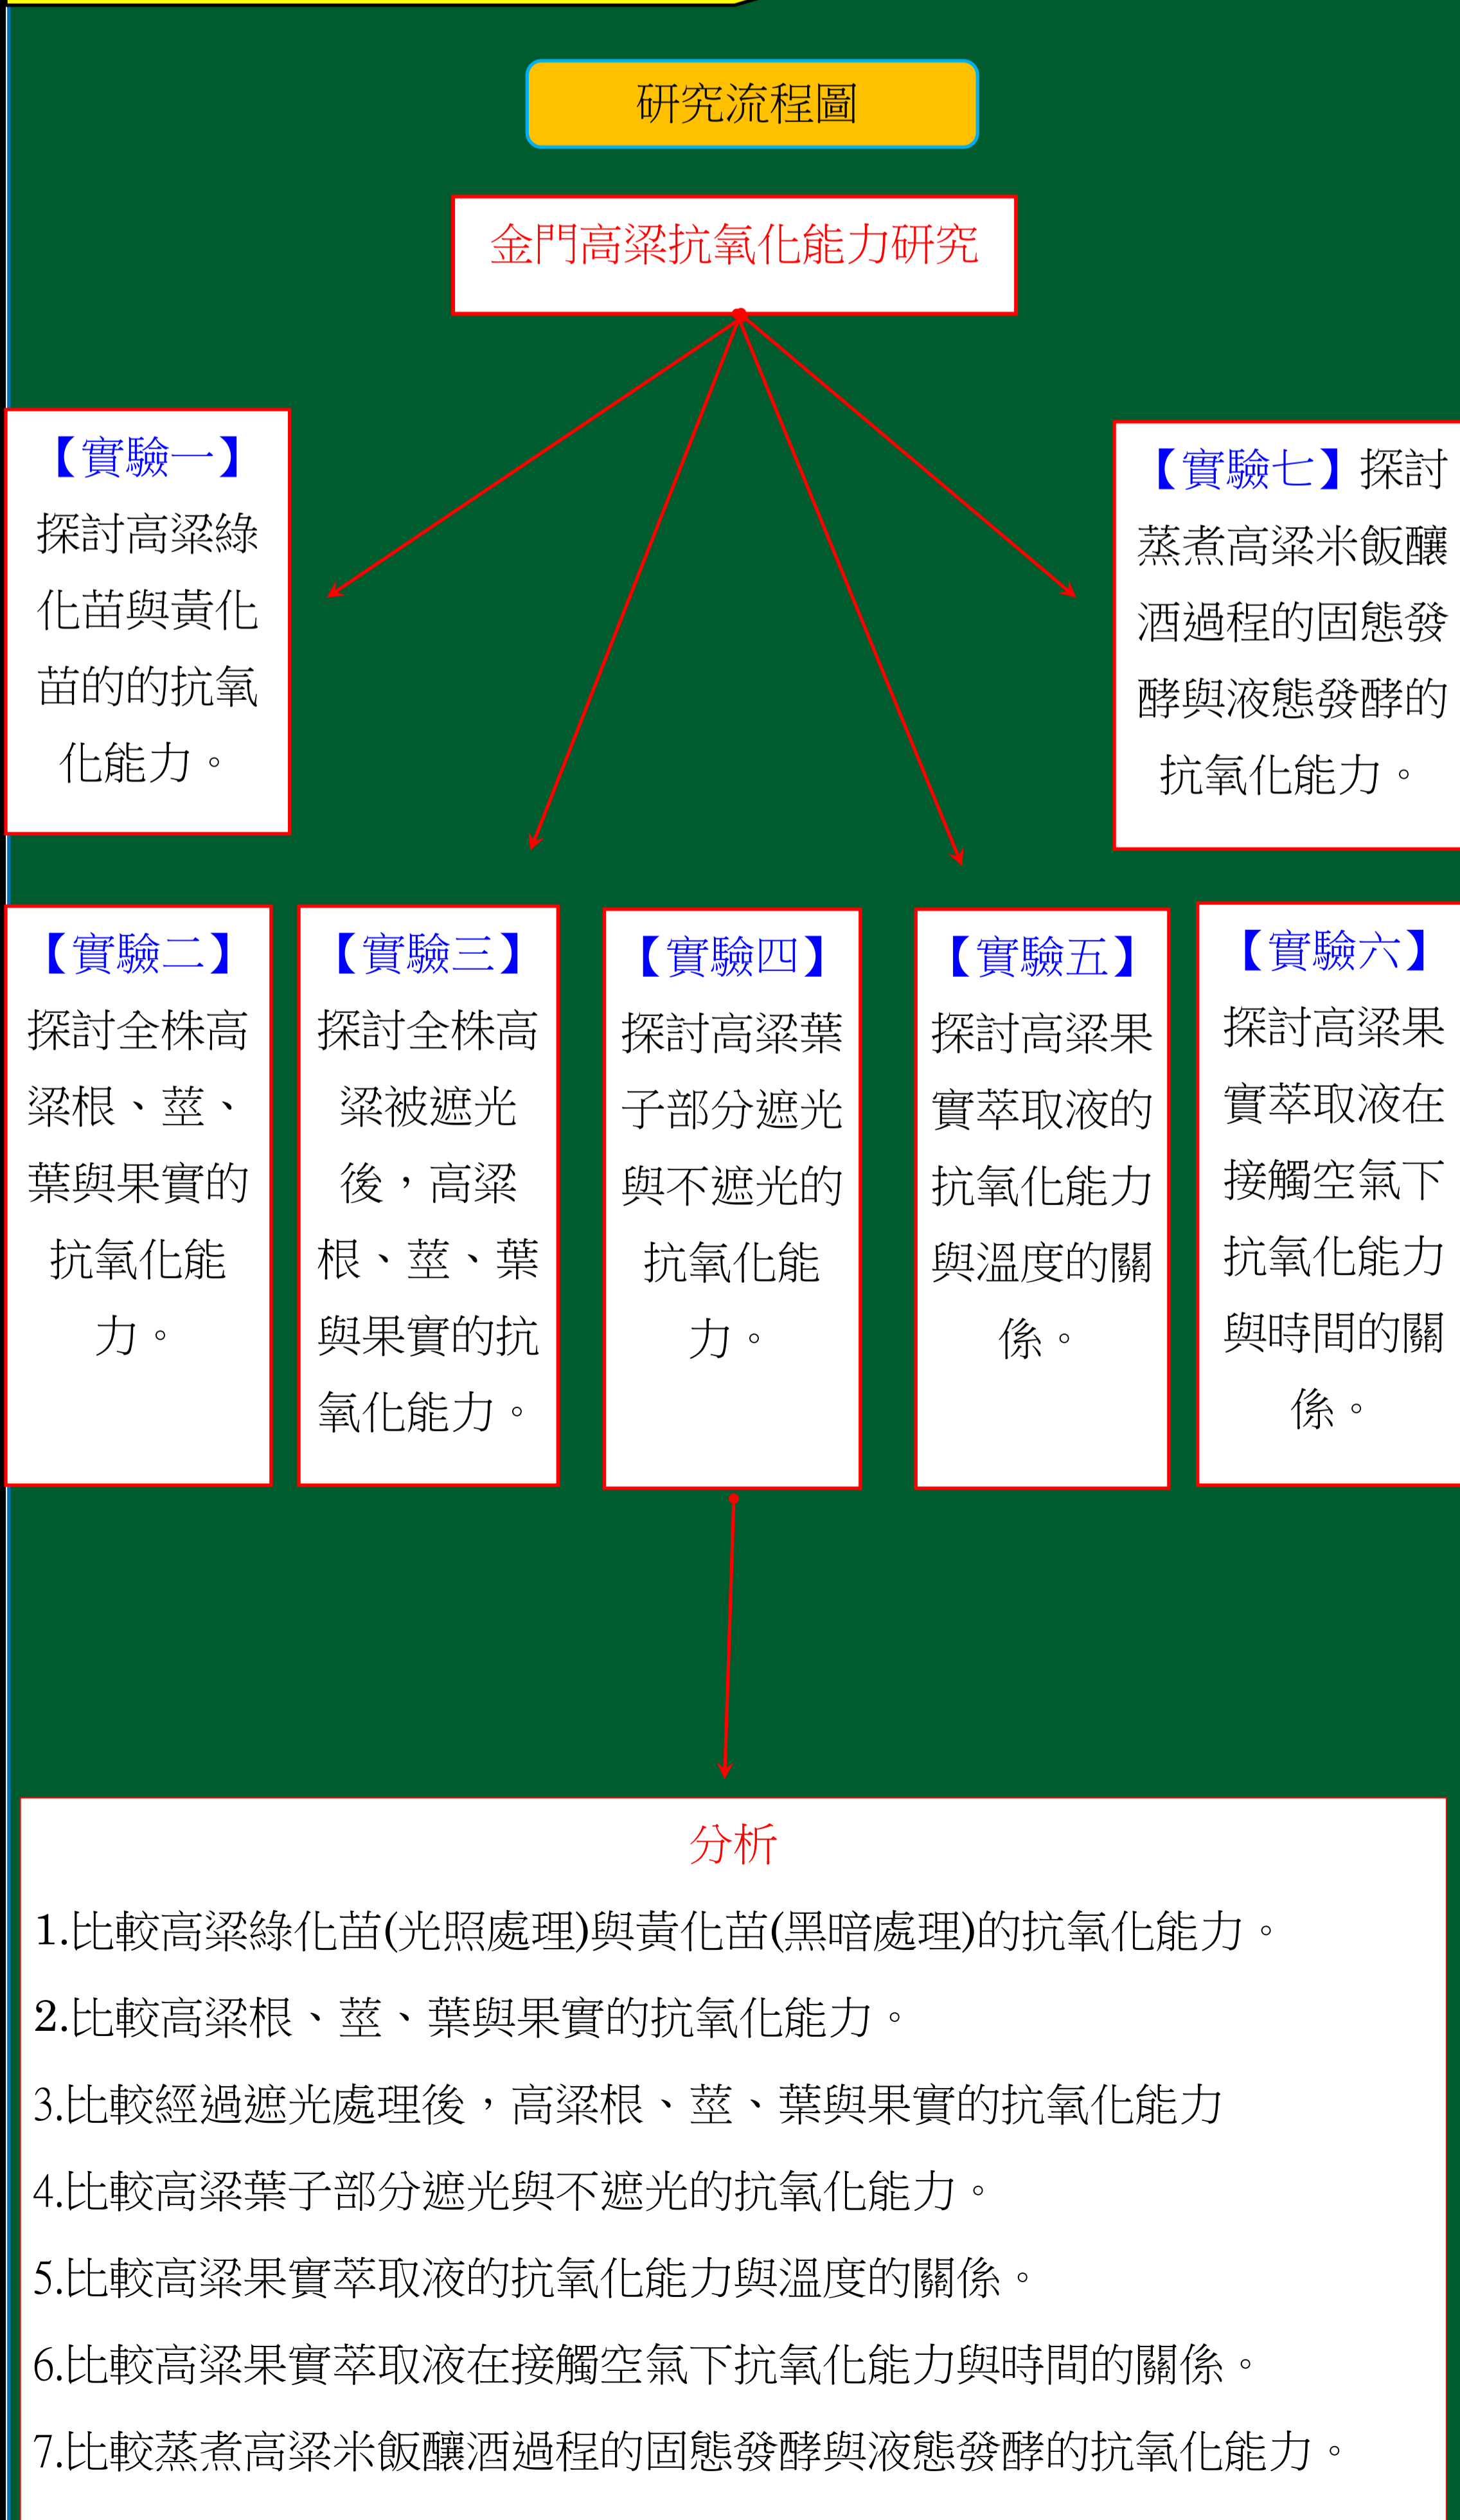 研究流程圖
金門高粱抗氧化能力研究
【實驗一】
探討高粱綠
化苗與黃化
苗的的抗氧
化能力。
【實驗七】探討
蒸煮高粱米飯釀
酒過程的固態發
酵與液態發酵的
抗氧化能力。
【實驗二】
探討全株高
粱根、莖、
葉與果實的
抗氧化能
力。
【實驗三】
探討全株高
粱被遮光
後，高粱
根、莖、葉
與果實的抗
氧化能力。
【實驗四】
探討高粱葉
子部分遮光
與不遮光的
抗氧化能
力。
【實驗五】
探討高粱果
實萃取液的
抗氧化能力
與溫度的關
係。
【實驗六】
探討高粱果
實萃取液在
接觸空氣下
抗氧化能力
與時間的關
係。
分析
1.比較高粱綠化苗(光照處理)與黃化苗(黑暗處理)的抗氧化能力。
2.比較高粱根、莖、葉與果實的抗氧化能力。
3.比較經過遮光處理後，高粱根、莖、葉與果實的抗氧化能力
4.比較高粱葉子部分遮光與不遮光的抗氧化能力。
5.比較高粱果實萃取液的抗氧化能力與溫度的關係。
6.比較高粱果實萃取液在接觸空氣下抗氧化能力與時間的關係。
7.比較蒸煮高粱米飯釀酒過程的固態發酵與液態發酵的抗氧化能力。